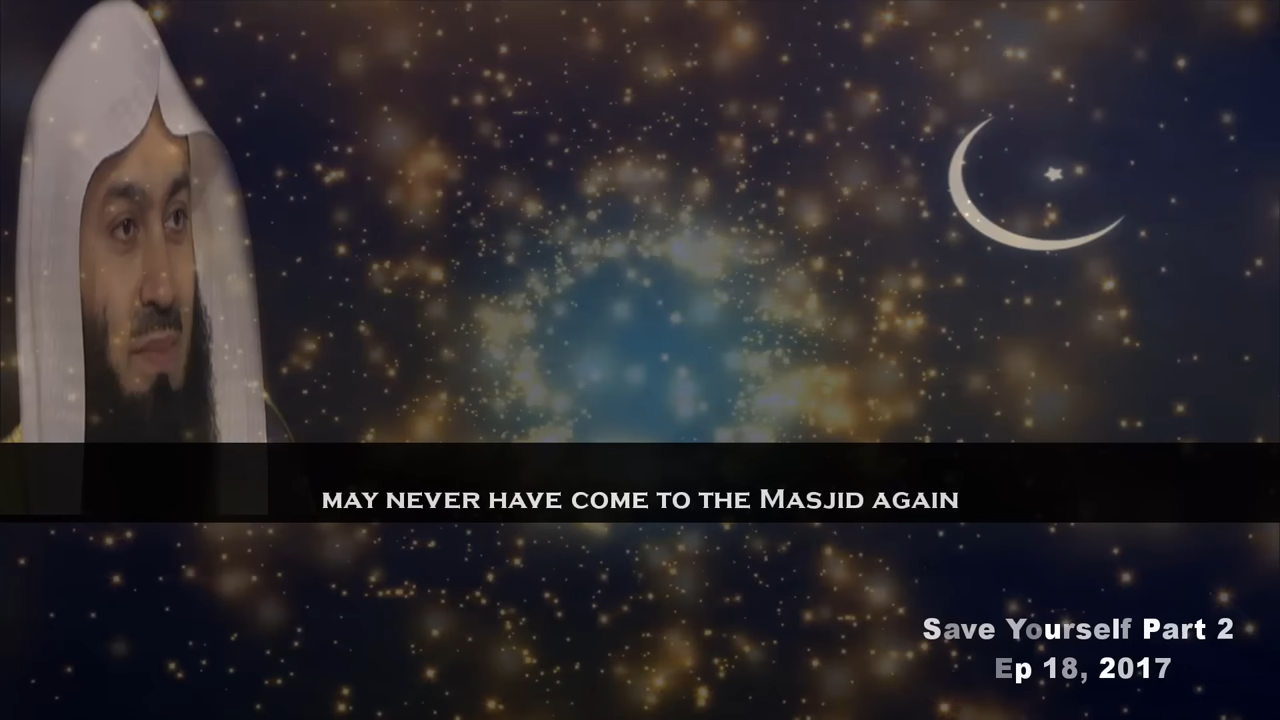 MAY NEVER HAVE COME TO THE MASJID AGAIN
Save Yourself Part 2
Ep 18, 2017